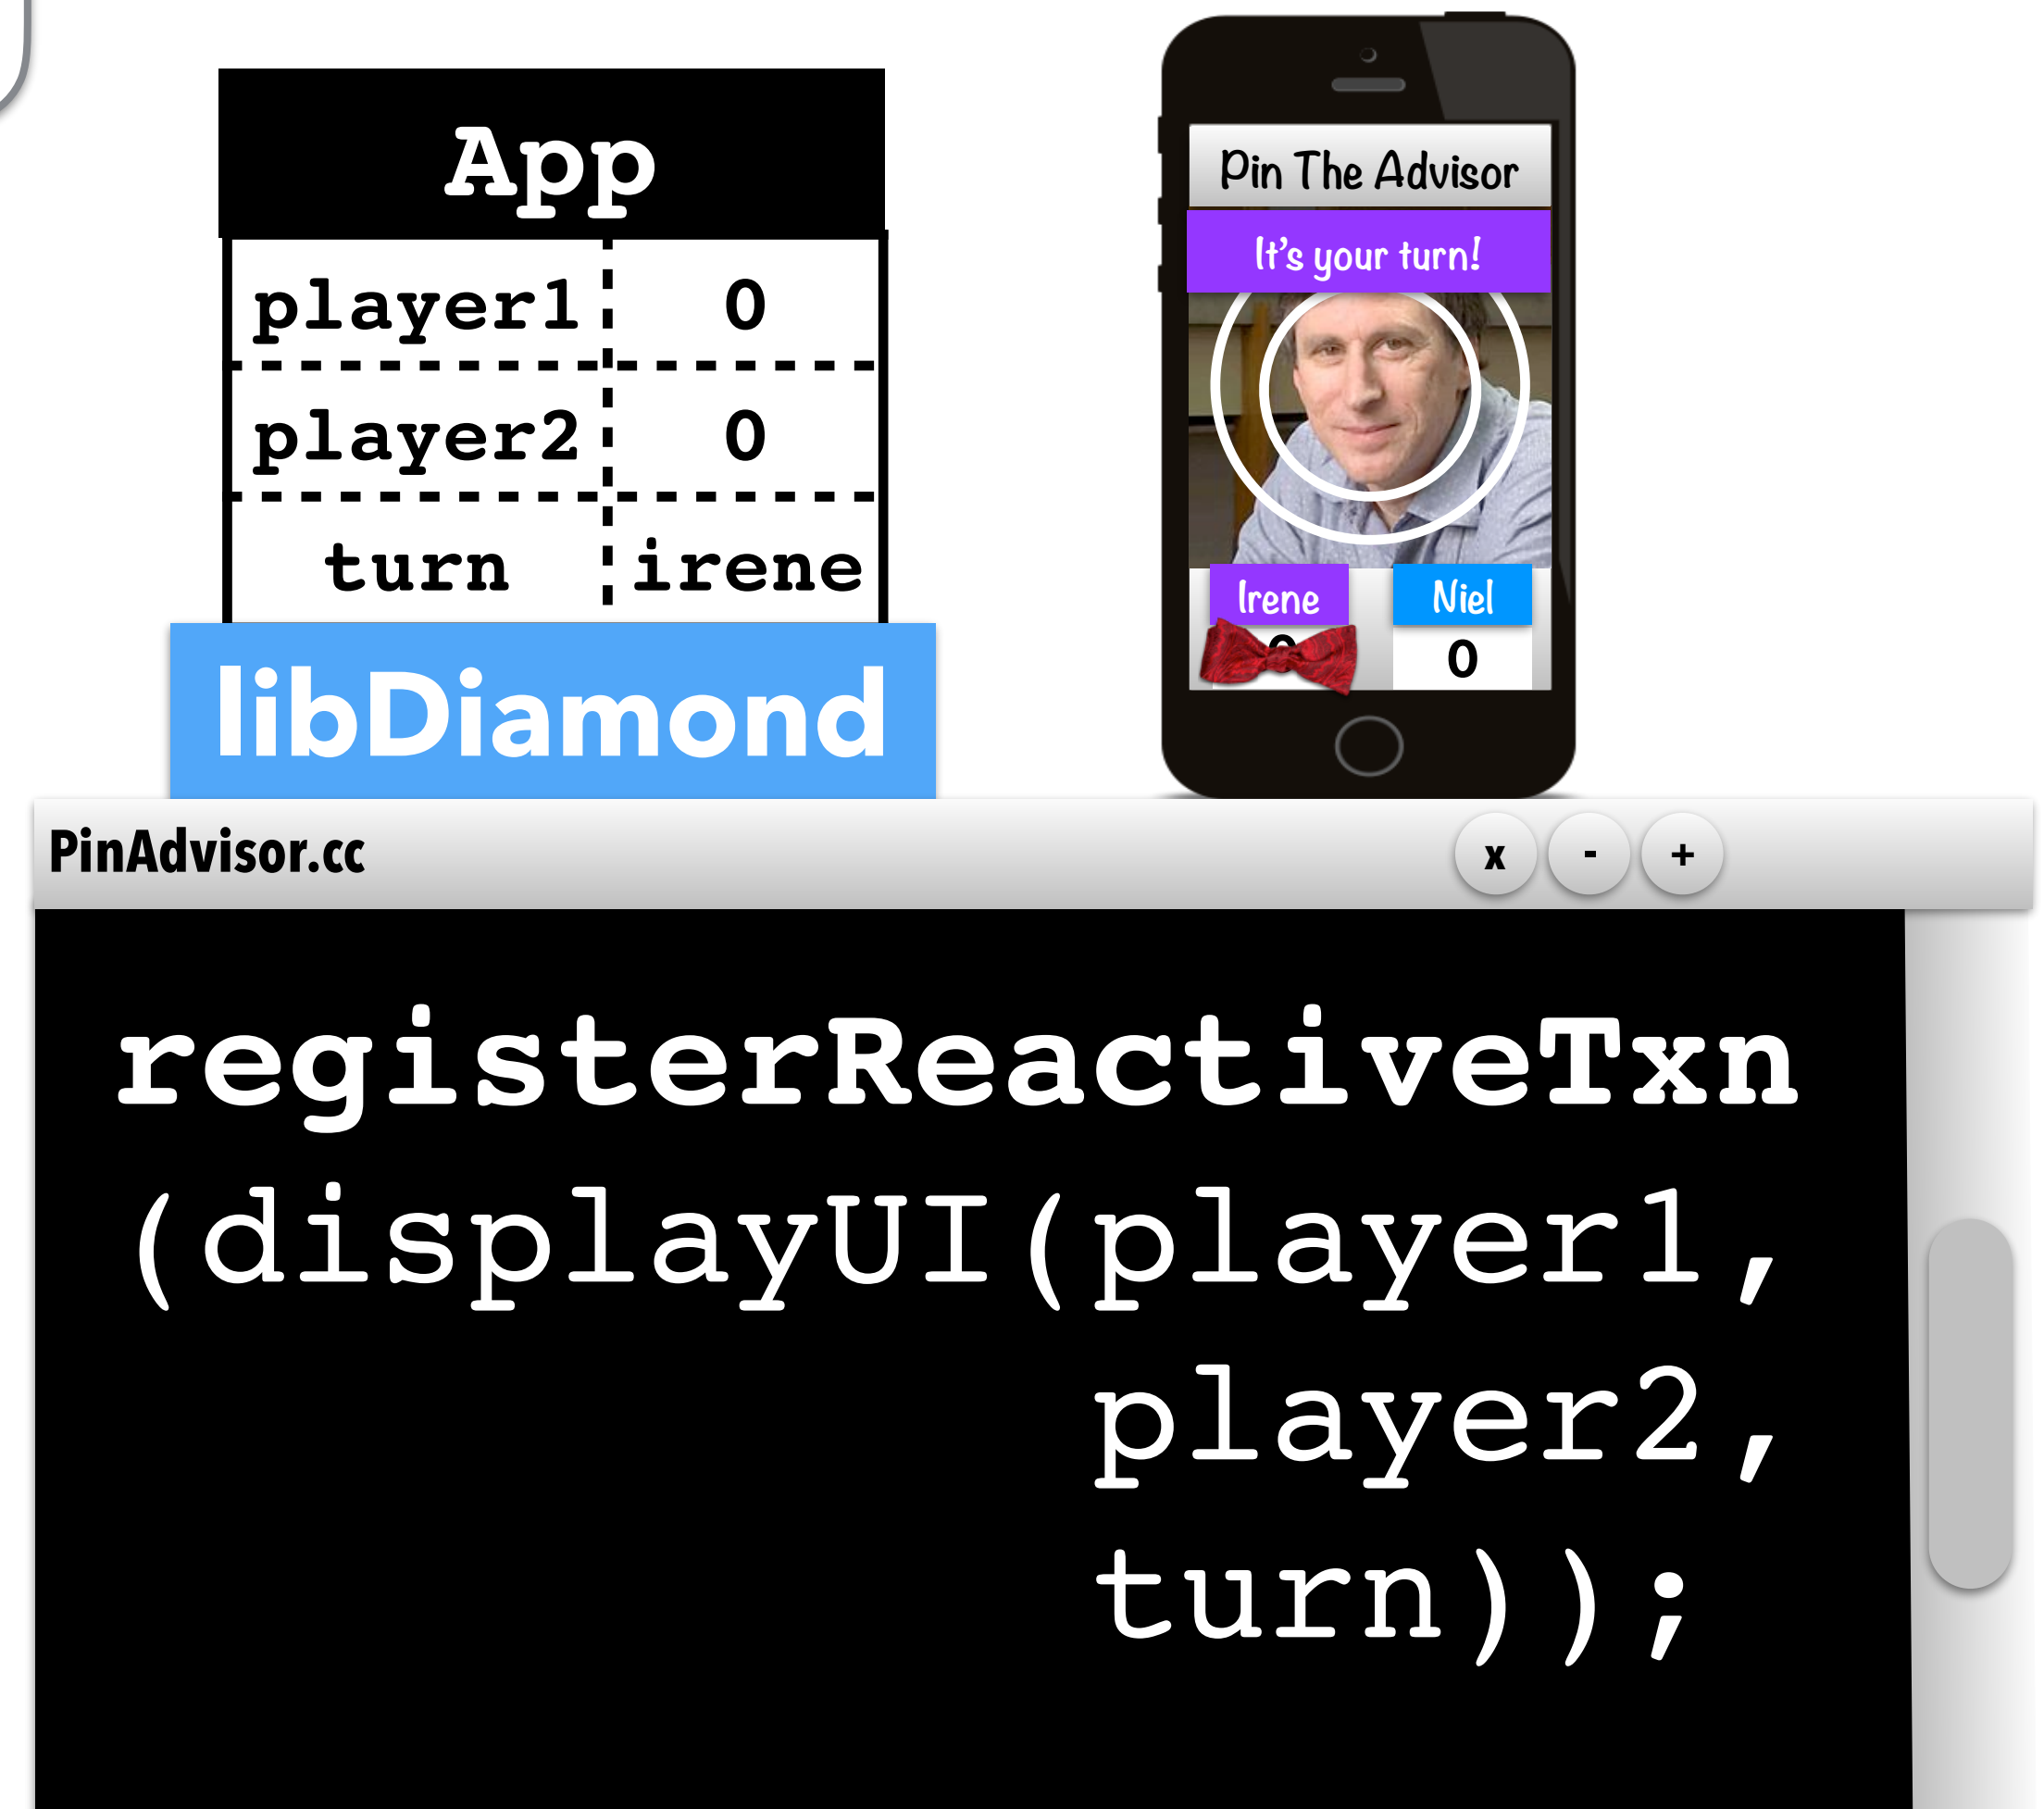 App
player1 0
player2 0
turn irene
libDiamond
Pin The Advisor
It's your turn!
Irene Niel
0 0
PinAdvisor.cc
x - +
registerReactiveTxn
(displayUI(player1,
player2,
turn));